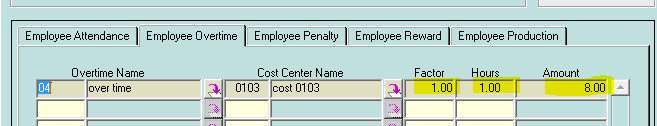 Employee Attendance Employee Overtime Employee Penalty Employee Reward Employee Production
Overtime Name Cost Center Name Factor Hours Amount
04 over time 0103 cost 0103 1.00 1.00 8.00